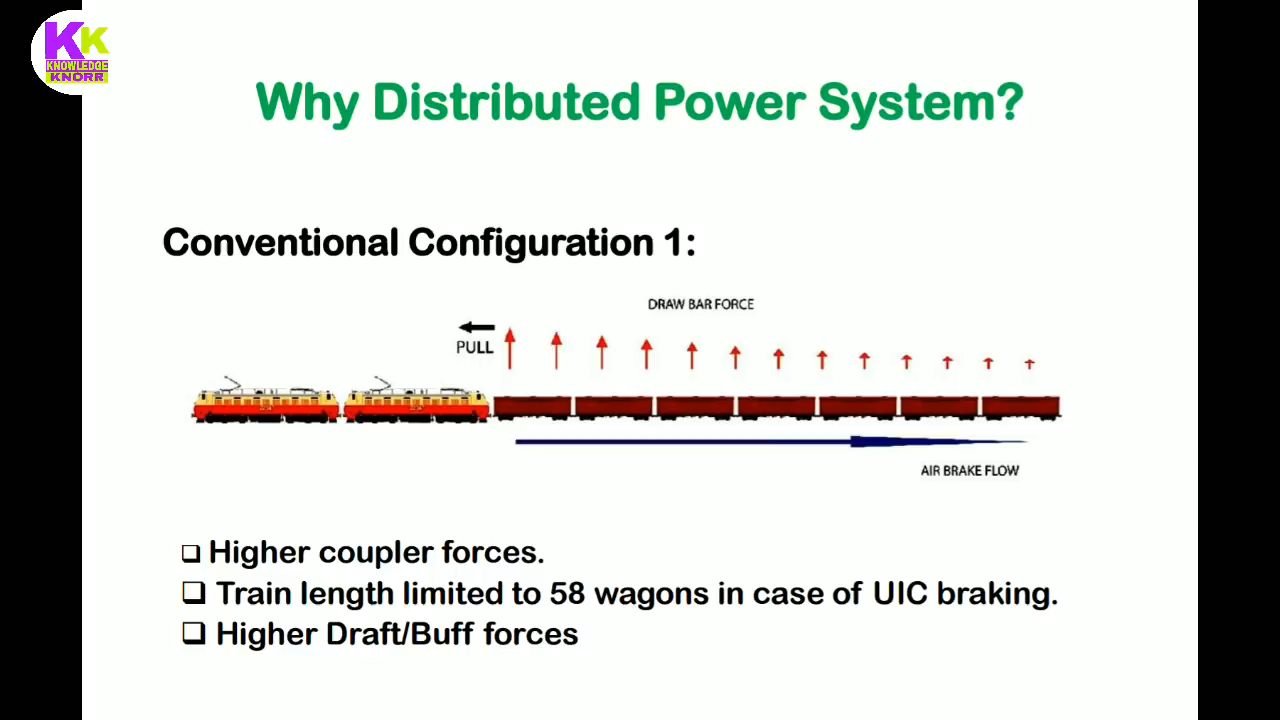 KK
KNOWLEDGE
KNORR
Why Distributed Power System?
Conventional Configuration 1:
DRAW BAR FORCE
PULL
AIR BRAKE FLOW
❑ Higher coupler forces.
❑ Train length limited to 58 wagons in case of UIC braking.
❑ Higher Draft/Buff forces